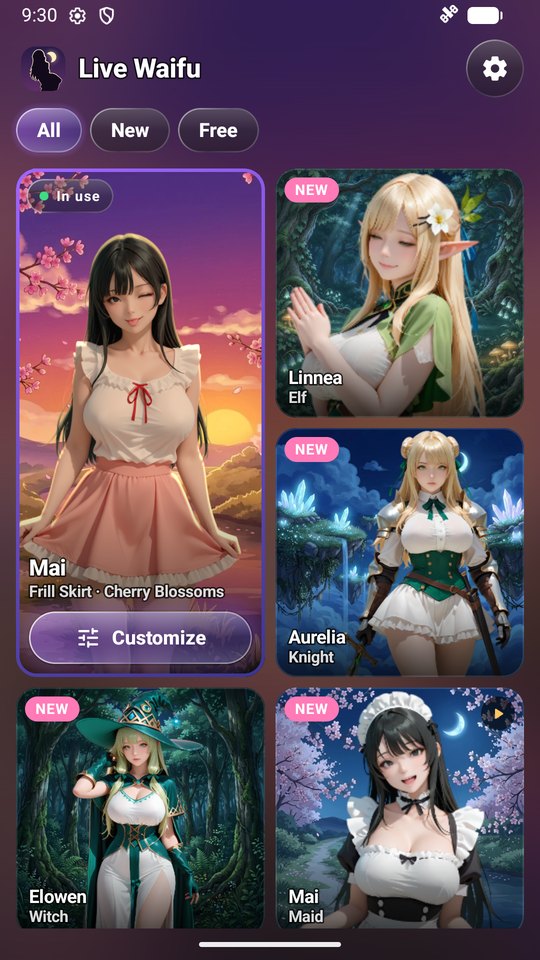 9:30
Live Waifu
All
New
Free
In use
Mai
Frill Skirt · Cherry Blossoms
Customize
NEW
Linnea
Elf
NEW
Aurelia
Knight
NEW
Elowen
Witch
NEW
Mai
Maid